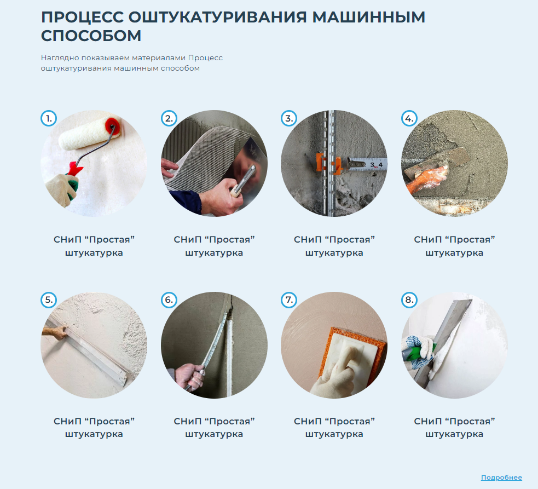 ПРОЦЕСС ОШТУКАТУРИВАНИЯ МАШИННЫМ
СПОСОБОМ
Наглядно показываем материалами Процесс
оштукатуривания машинным способом
1.
2.
3.
4.
3_4
СНиП “Простая”
штукатурка
СНиП “Простая”
штукатурка
СНиП “Простая”
штукатурка
СНиП “Простая”
штукатурка
5.
6.
7.
8.
СНиП “Простая”
штукатурка
СНиП “Простая”
штукатурка
СНиП “Простая”
штукатурка
СНиП “Простая”
штукатурка
Подробнее